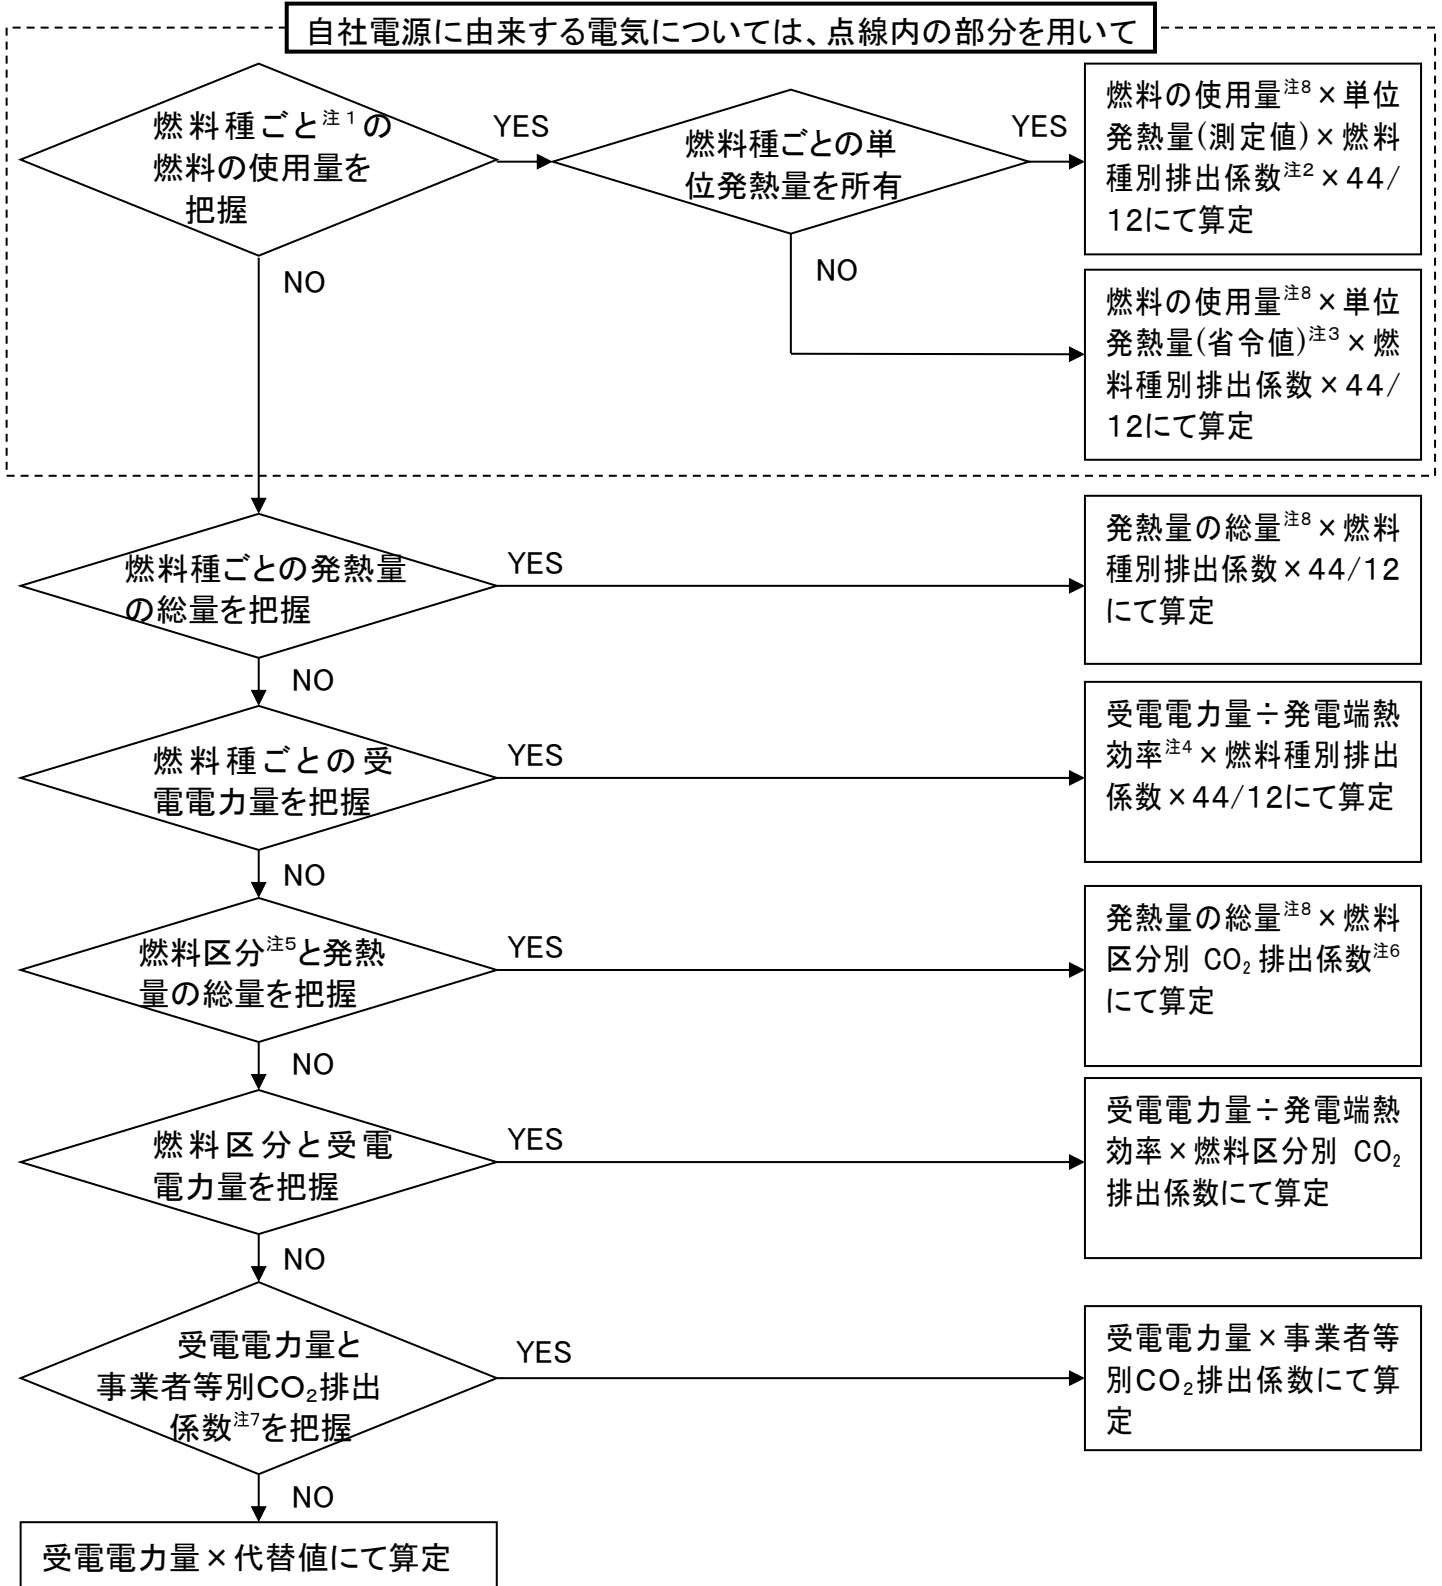 自社電源に由来する電気については、点線内の部分を用いて
燃料種ごと注1の
燃料の使用量を
把握
YES
燃料種ごとの単
位発熱量を所有
YES
燃料の使用量注8×単位
発熱量(測定値)×燃料
種別排出係数注2×44/
12にて算定
NO
NO
燃料の使用量注8×単位
発熱量(省令値)注3×燃
料種別排出係数×44/
12にて算定
燃料種ごとの発熱量
の総量を把握
YES
発熱量の総量注8×燃料
種別排出係数×44/12
にて算定
NO
燃料種ごとの受
電電力量を把握
YES
受電電力量÷発電端熱
効率注4×燃料種別排出
係数×44/12にて算定
NO
燃料区分注5と発熱
量の総量を把握
YES
発熱量の総量注8×燃料
区分別 CO₂排出係数注6
にて算定
NO
燃料区分と受電
電力量を把握
YES
受電電力量÷発電端熱
効率×燃料区分別 CO₂
排出係数にて算定
NO
受電電力量と
事業者等別CO₂排出
係数注7を把握
YES
受電電力量×事業者等
別CO₂排出係数にて算
定
NO
受電電力量×代替値にて算定